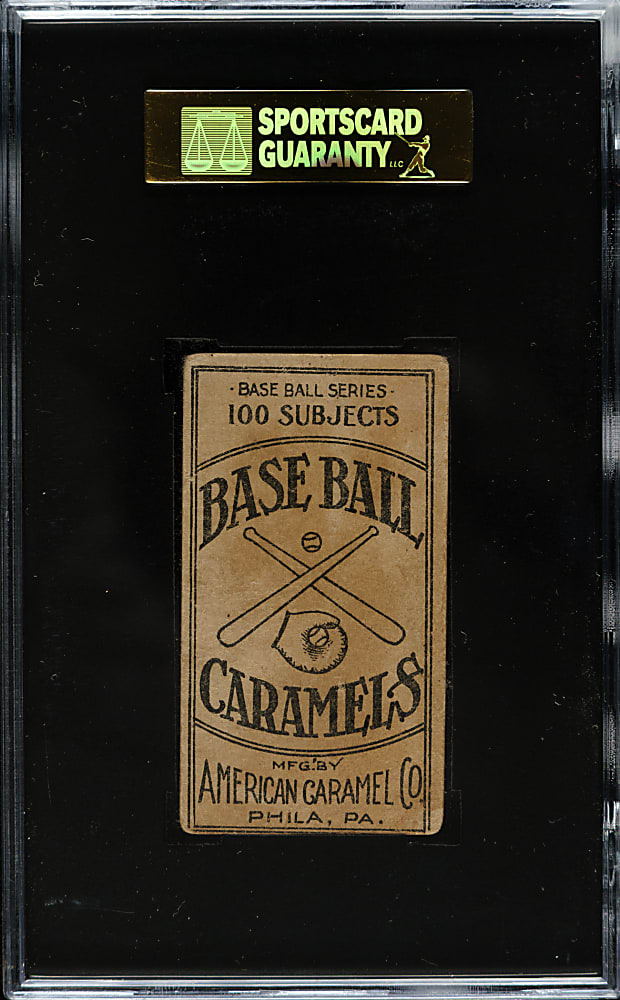 SPORTSCARD
GUARANTY LLC
· BASE BALL SERIES ·
100 SUBJECTS
BASE BALL
CARAMELS
MFG. BY
AMERICAN CARAMEL CO.
PHILA, PA.